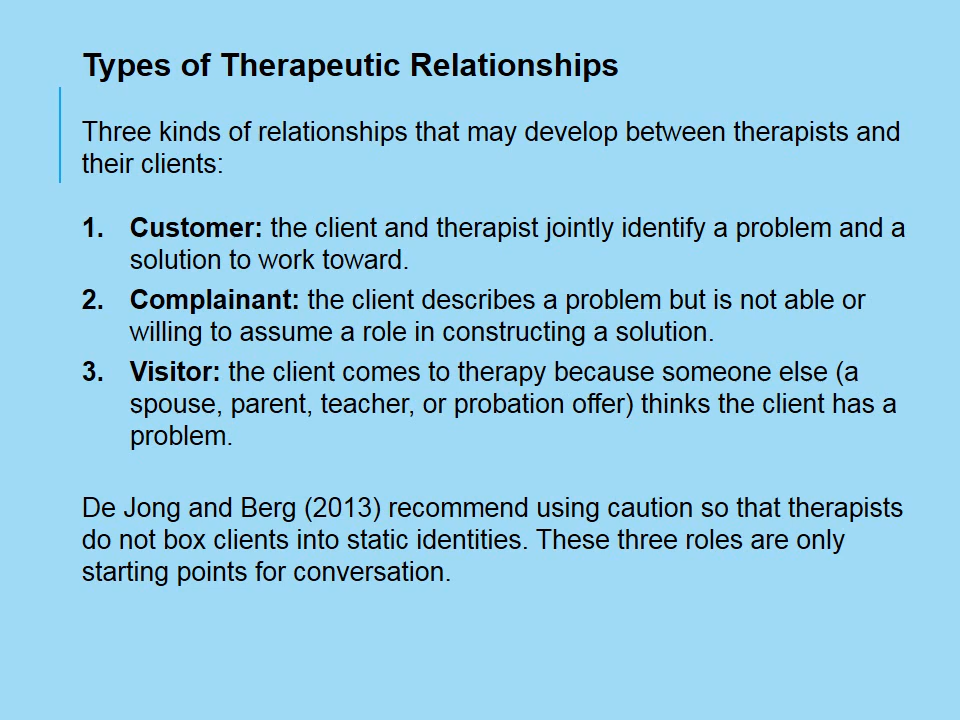 Types of Therapeutic Relationships
Three kinds of relationships that may develop between therapists and
their clients:
1. Customer: the client and therapist jointly identify a problem and a
solution to work toward.
2. Complainant: the client describes a problem but is not able or
willing to assume a role in constructing a solution.
3. Visitor: the client comes to therapy because someone else (a
spouse, parent, teacher, or probation offer) thinks the client has a
problem.
De Jong and Berg (2013) recommend using caution so that therapists
do not box clients into static identities. These three roles are only
starting points for conversation.